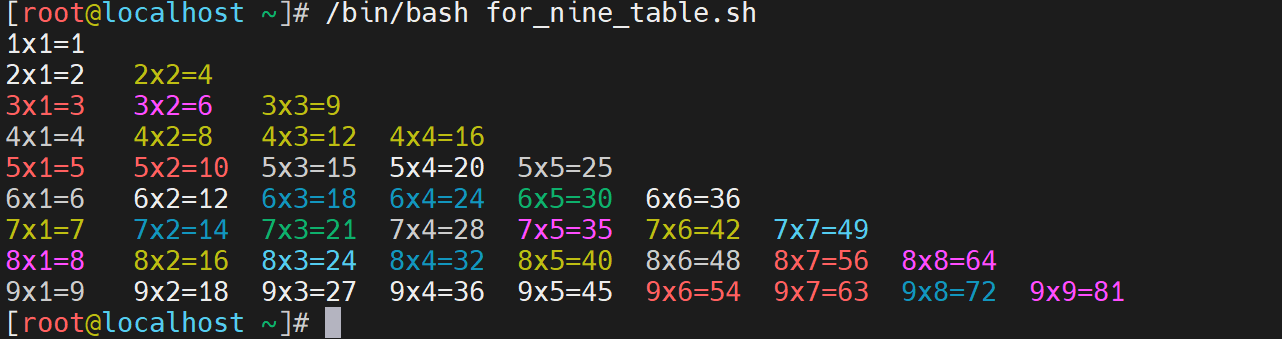 [root@localhost ~]# /bin/bash for_nine_table.sh
1x1=1
2x1=2 2x2=4
3x1=3 3x2=6 3x3=9
4x1=4 4x2=8 4x3=12 4x4=16
5x1=5 5x2=10 5x3=15 5x4=20 5x5=25
6x1=6 6x2=12 6x3=18 6x4=24 6x5=30 6x6=36
7x1=7 7x2=14 7x3=21 7x4=28 7x5=35 7x6=42 7x7=49
8x1=8 8x2=16 8x3=24 8x4=32 8x5=40 8x6=48 8x7=56 8x8=64
9x1=9 9x2=18 9x3=27 9x4=36 9x5=45 9x6=54 9x7=63 9x8=72 9x9=81
[root@localhost ~]#